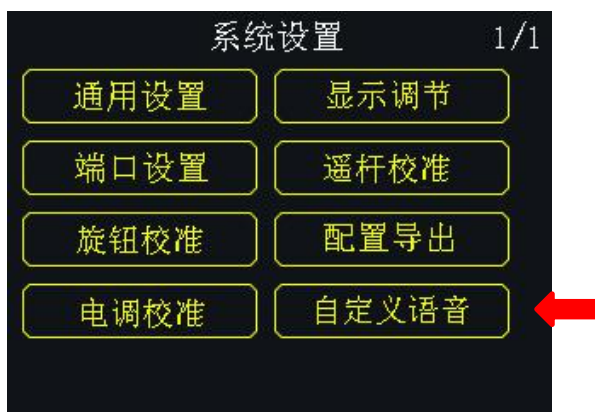 系统设置 1/1
通用设置 显示调节
端口设置 遥杆校准
旋钮校准 配置导出
电调校准 自定义语音